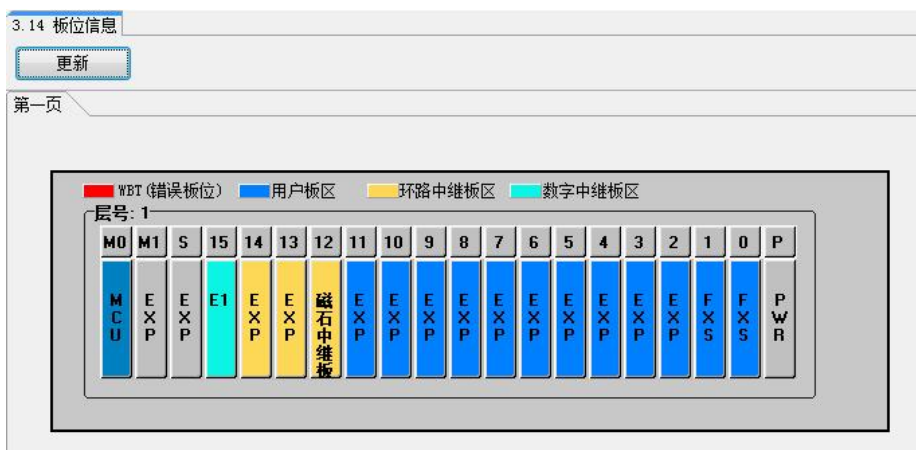 3.14 板位信息
更新
第一页
WBT(错误板位) 用户板区 环路中继板区 数字中继板区
层号: 1
M0 M1 S 15 14 13 12 11 10 9 8 7 6 5 4 3 2 1 0 P
MCU EXP EXP E1 EXP EXP 磁石中继板 EXP EXP EXP EXP EXP EXP EXP EXP EXP EXP FXS FXS PWR